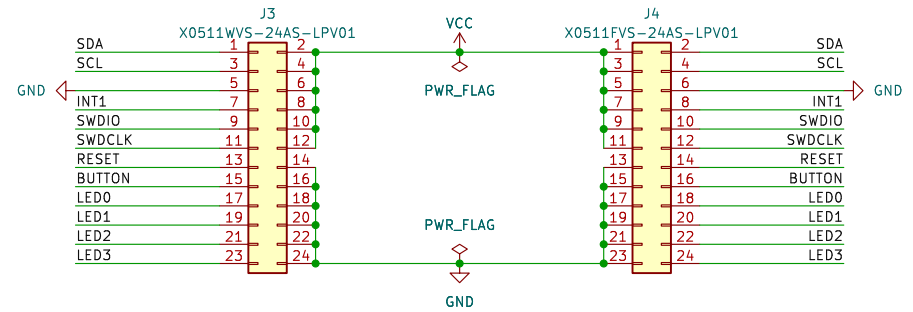 J3
X0511WVS-24AS-LPV01
VCC
J4
X0511FVS-24AS-LPV01
SDA 1 2 1 2 SDA
SCL 3 4 3 4 SCL
GND 5 6 PWR_FLAG 5 6 GND
INT1 7 8 7 8 INT1
SWDIO 9 10 9 10 SWDIO
SWDCLK 11 12 11 12 SWDCLK
RESET 13 14 13 14 RESET
BUTTON 15 16 15 16 BUTTON
LED0 17 18 17 18 LED0
LED1 19 20 PWR_FLAG 19 20 LED1
LED2 21 22 21 22 LED2
LED3 23 24 23 24 LED3
GND